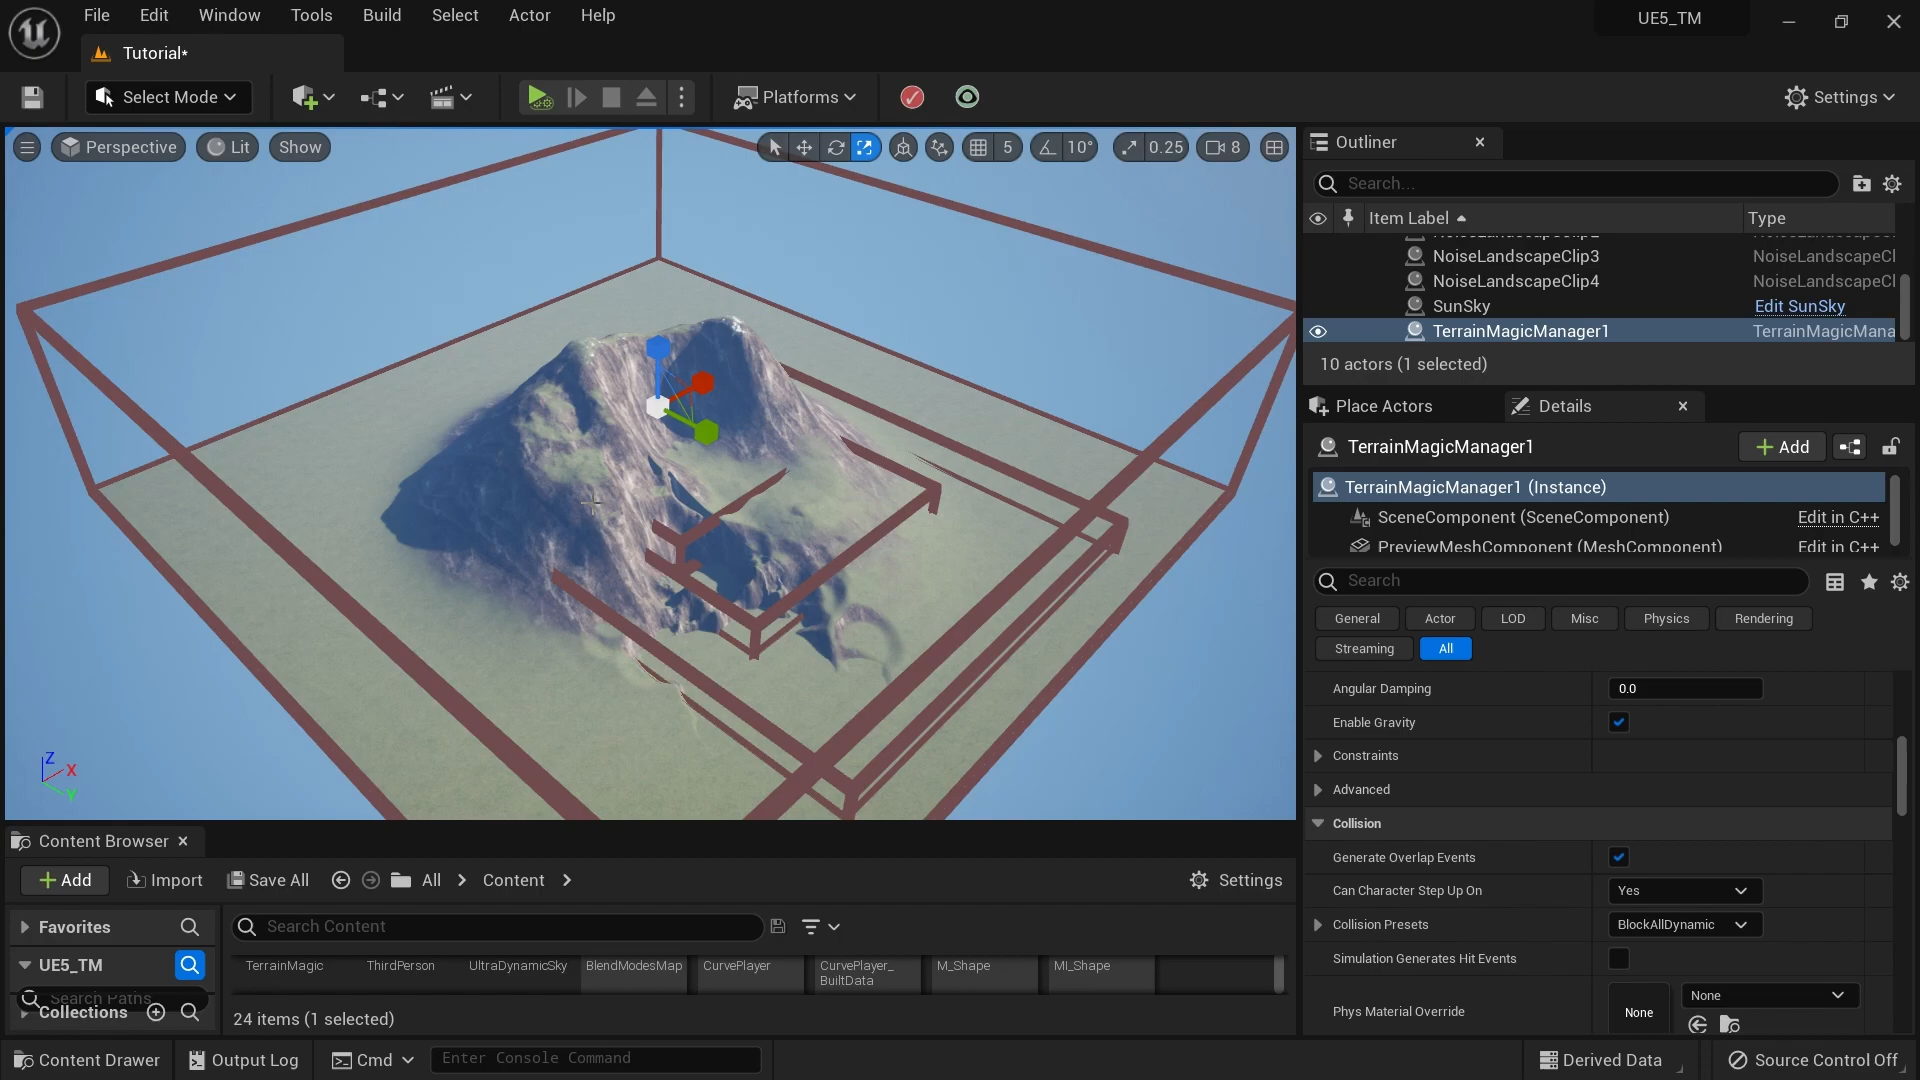 File Edit Window Tools Build Select Actor Help
UE5_TM
Tutorial*
Select Mode
Platforms
Settings
Perspective
Lit
Show
5
10°
0.25
8
Z
X
Y
Outliner
Search...
Item Label
Type
NoiseLandscapeClip3 NoiseLandscapeCl
NoiseLandscapeClip4 NoiseLandscapeCl
SunSky Edit SunSky
TerrainMagicManager1 TerrainMagicMana
10 actors (1 selected)
Place Actors
Details
TerrainMagicManager1
Add
TerrainMagicManager1 (Instance)
SceneComponent (SceneComponent) Edit in C++
PreviewMeshComponent (MeshComponent) Edit in C++
Search
General Actor LOD Misc Physics Rendering
Streaming All
Angular Damping 0.0
Enable Gravity
Constraints
Advanced
Collision
Generate Overlap Events
Can Character Step Up On Yes
Collision Presets BlockAllDynamic
Simulation Generates Hit Events
Phys Material Override None None
Content Browser
Add Import Save All All Content Settings
Favorites
UE5_TM
Search Paths
Collections
Search Content
TerrainMagic ThirdPerson UltraDynamicSky BlendModesMap CurvePlayer CurvePlayer_ M_Shape MI_Shape
BuiltData
24 items (1 selected)
Content Drawer Output Log Cmd Enter Console Command Derived Data Source Control Off